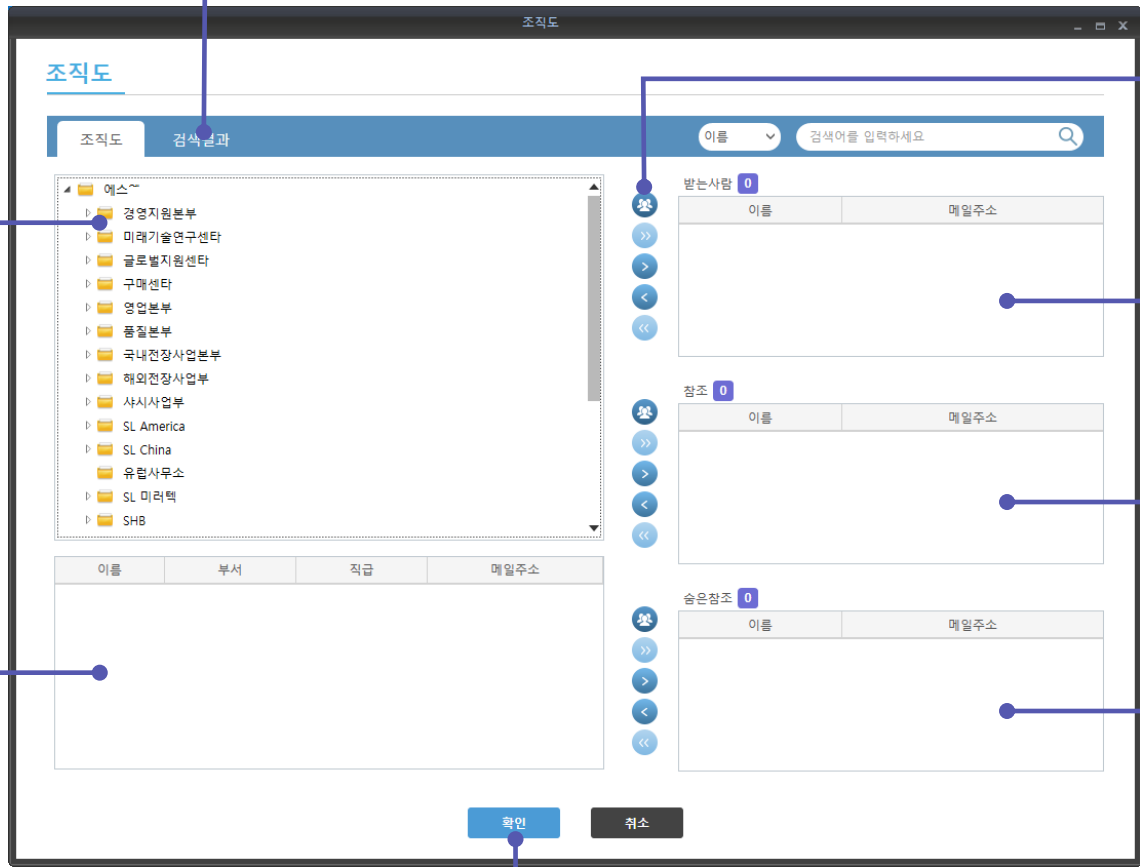 조직도
조직도
조직도 검색결과 이름 검색어를 입력하세요
에스~
경영지원본부
미래기술연구센타
글로벌지원센타
구매센타
영업본부
품질본부
국내전장사업본부
해외전장사업부
샤시사업부
SL America
SL China
유럽사무소
SL 미러텍
SHB
이름 부서 직급 메일주소
받는사람 0
이름 메일주소
참조 0
이름 메일주소
숨은참조 0
이름 메일주소
확인 취소